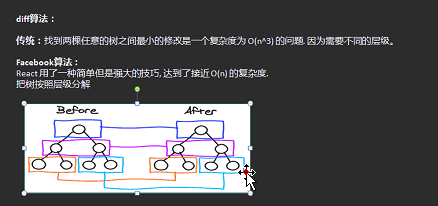 diff算法：
传统：找到两棵任意的树之间最小的修改是一个复杂度为 O(n^3) 的问题. 因为需要不同的层级。
Facebook算法：
React 用了一种简单但是强大的技巧, 达到了接近 O(n) 的复杂度.
把树按照层级分解
Before After